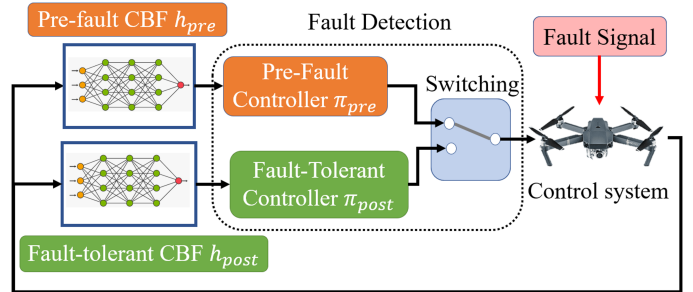 Pre-fault CBF h_pre
Fault Detection
Fault Signal
Pre-Fault
Controller π_pre
Switching
Fault-Tolerant
Controller π_post
Control system
Fault-tolerant CBF h_post